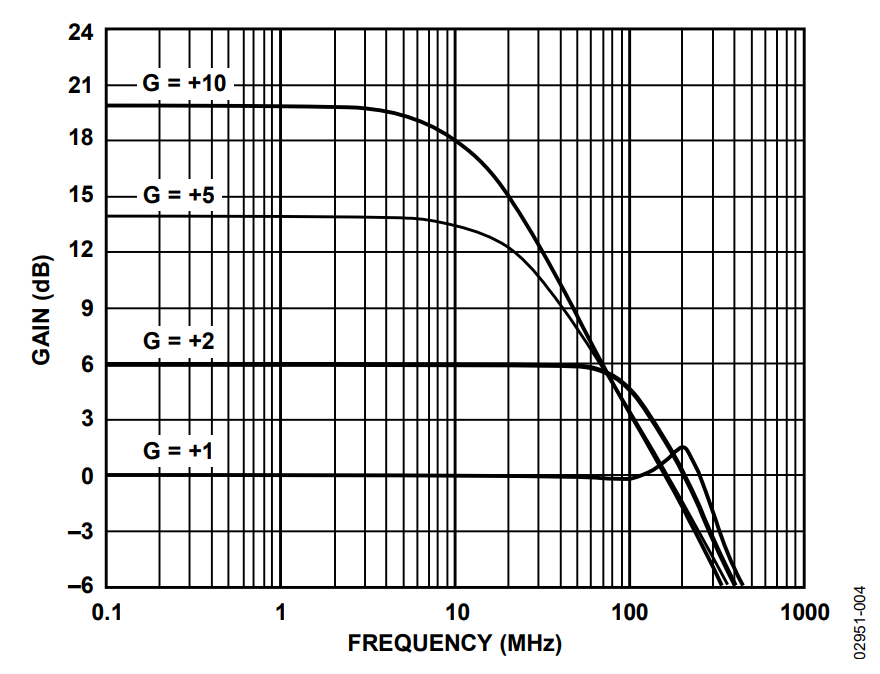 24
21
18
15
12
9
6
3
0
–3
–6
GAIN (dB)
G = +10
G = +5
G = +2
G = +1
0.1 1 10 100 1000
FREQUENCY (MHz)
02951-004